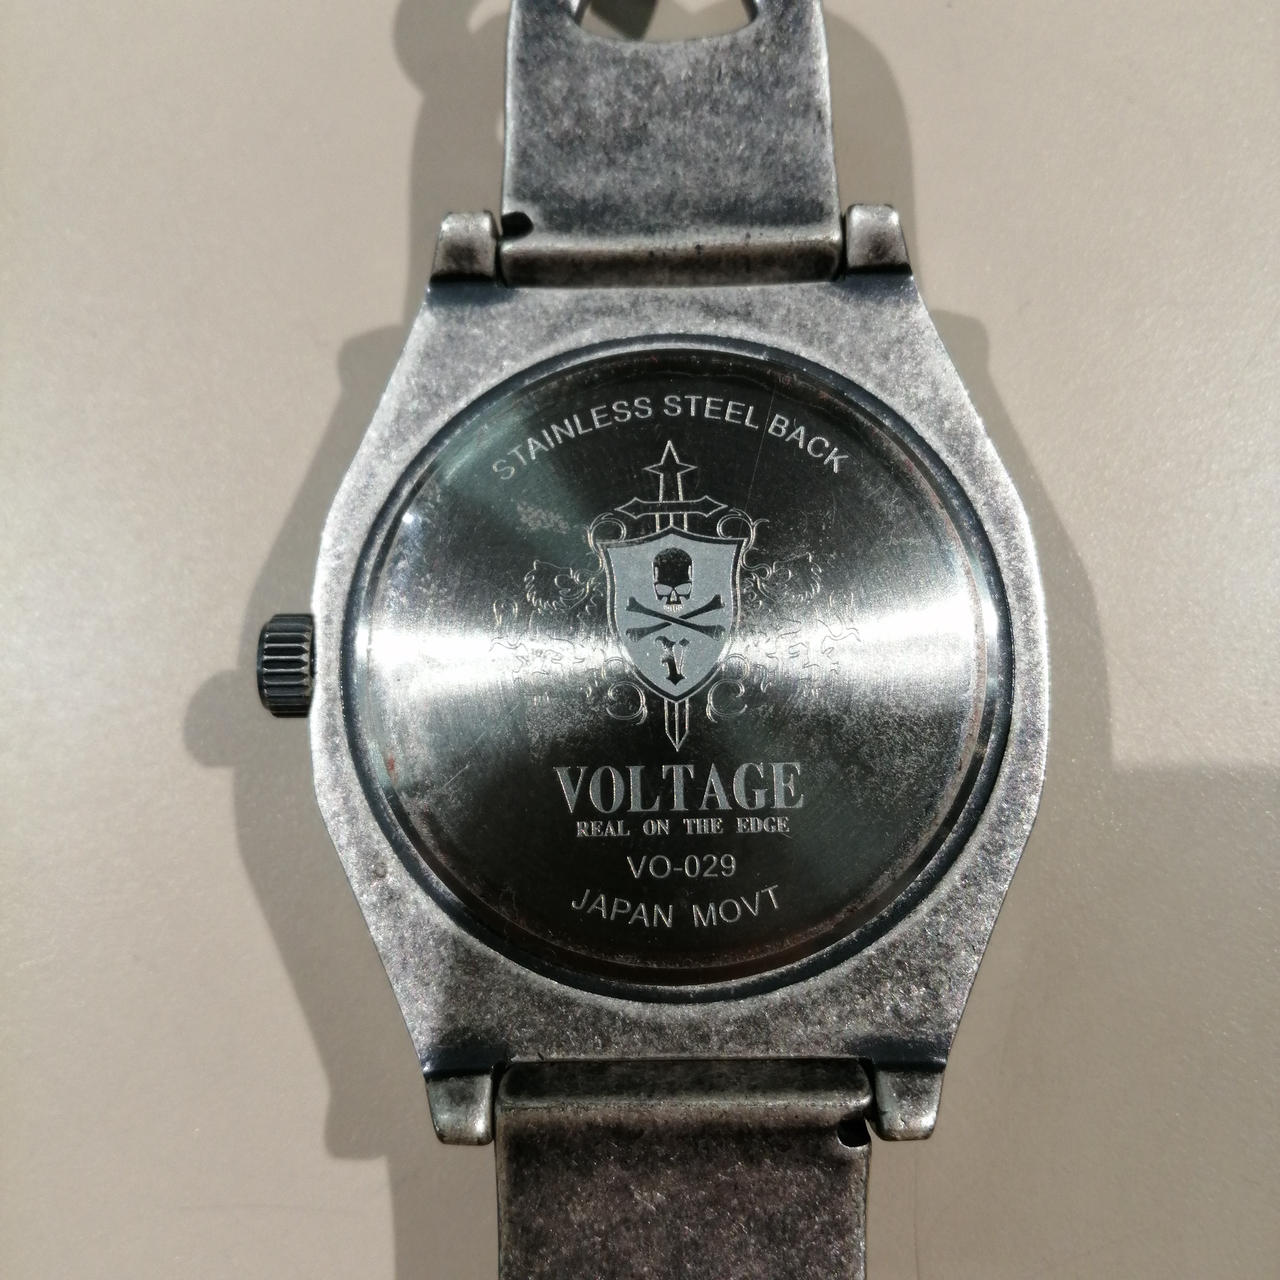 STAINLESS STEEL BACK
V
VOLTAGE
REAL ON THE EDGE
VO-029
JAPAN MOVT